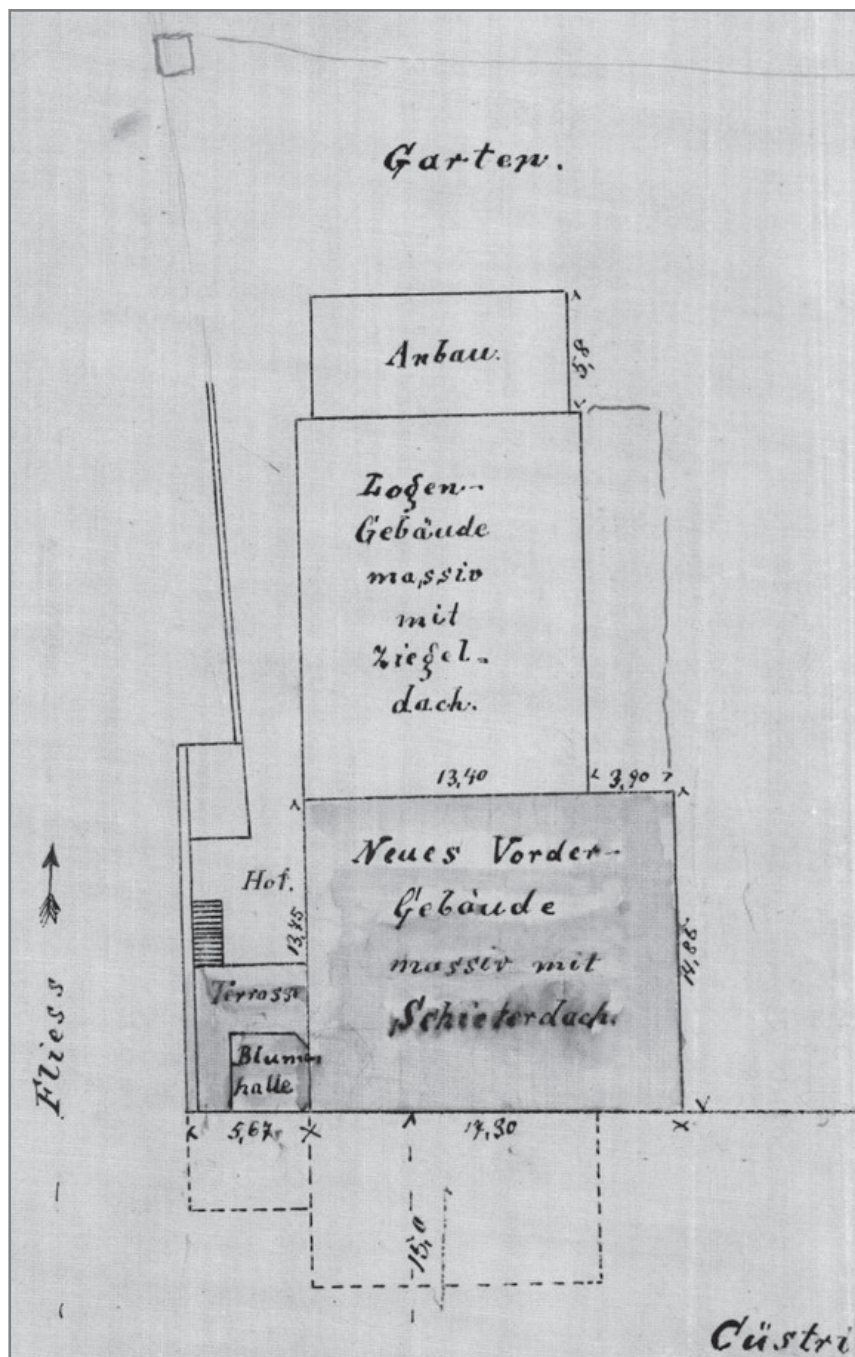 Garten.
Anbau.
5,8
Logen-
Gebäude
massiv
mit
Ziegel-
dach.
13,40
3,90
Neues Vorder-
Gebäude
massiv mit
Schieferdach.
Hof.
13,45
14,88
Terrasse
Blumen
halle
Fliess
5,67
17,30
15,0
Cüstri